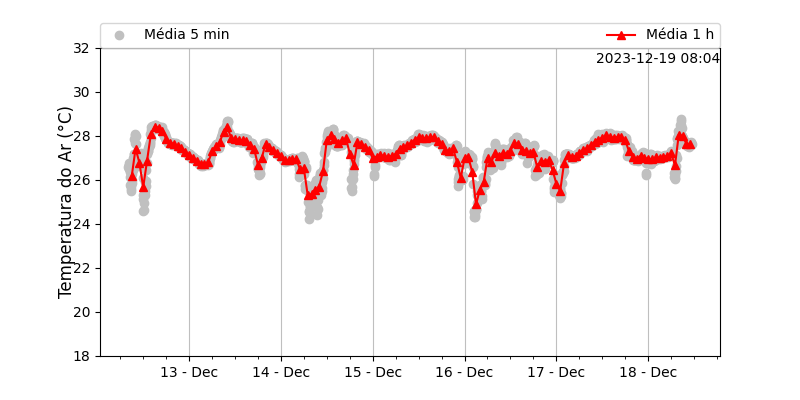 Média 5 min
Média 1 h
2023-12-19 08:04
Temperatura do Ar (°C)
32
30
28
26
24
22
20
18
13 - Dec
14 - Dec
15 - Dec
16 - Dec
17 - Dec
18 - Dec